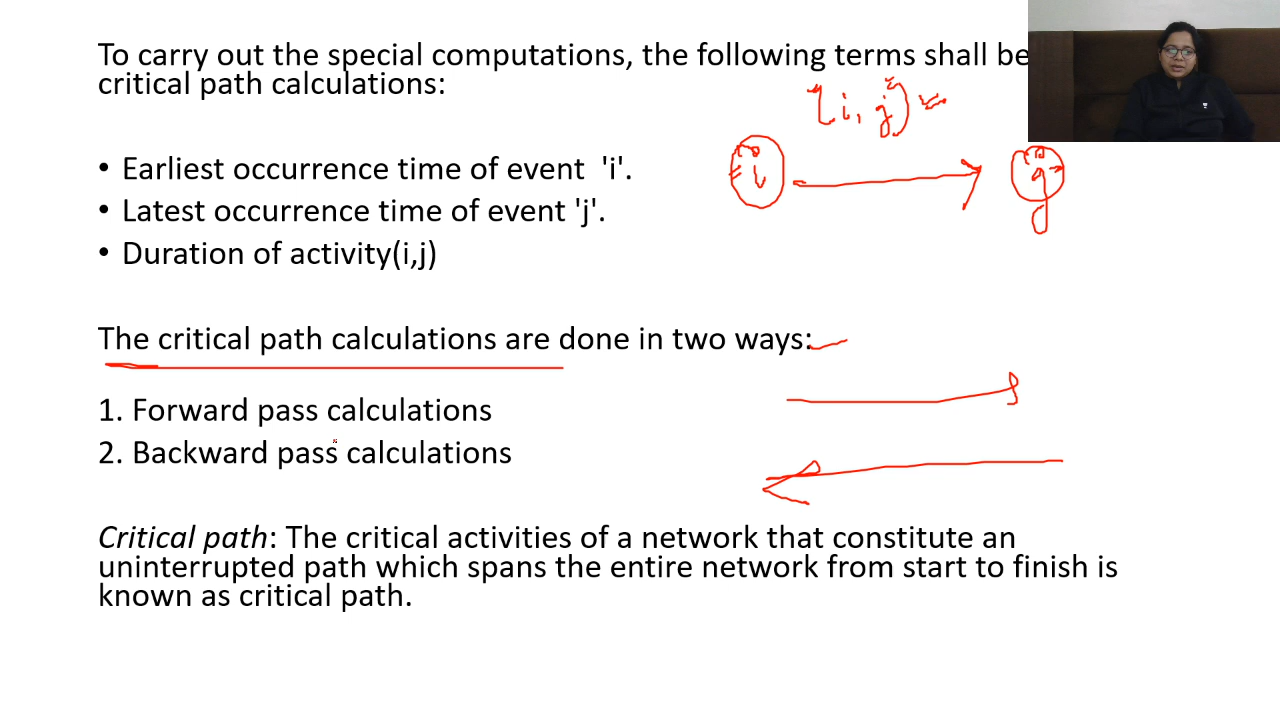 To carry out the special computations, the following terms shall be
critical path calculations:
(i, j)
• Earliest occurrence time of event 'i'.
i
j
• Latest occurrence time of event 'j'.
• Duration of activity(i,j)
The critical path calculations are done in two ways:
1. Forward pass calculations
2. Backward pass calculations
Critical path: The critical activities of a network that constitute an
uninterrupted path which spans the entire network from start to finish is
known as critical path.